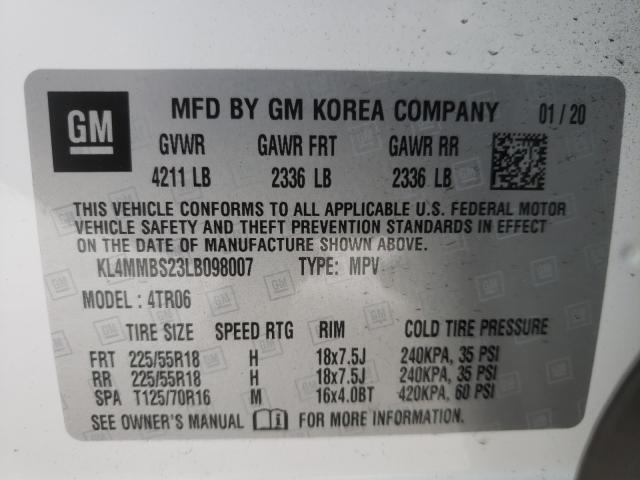 GM
MFD BY GM KOREA COMPANY 01/20
GVWR GAWR FRT GAWR RR
4211 LB 2336 LB 2336 LB
THIS VEHICLE CONFORMS TO ALL APPLICABLE U.S. FEDERAL MOTOR
VEHICLE SAFETY AND THEFT PREVENTION STANDARDS IN EFFECT
ON THE DATE OF MANUFACTURE SHOWN ABOVE.
KL4MMBS23LB098007 TYPE: MPV
MODEL: 4TR06
TIRE SIZE SPEED RTG RIM COLD TIRE PRESSURE
FRT 225/55R18 H 18x7.5J 240KPA, 35 PSI
RR 225/55R18 H 18x7.5J 240KPA, 35 PSI
SPA T125/70R16 M 16x4.0BT 420KPA, 60 PSI
SEE OWNER'S MANUAL FOR MORE INFORMATION.